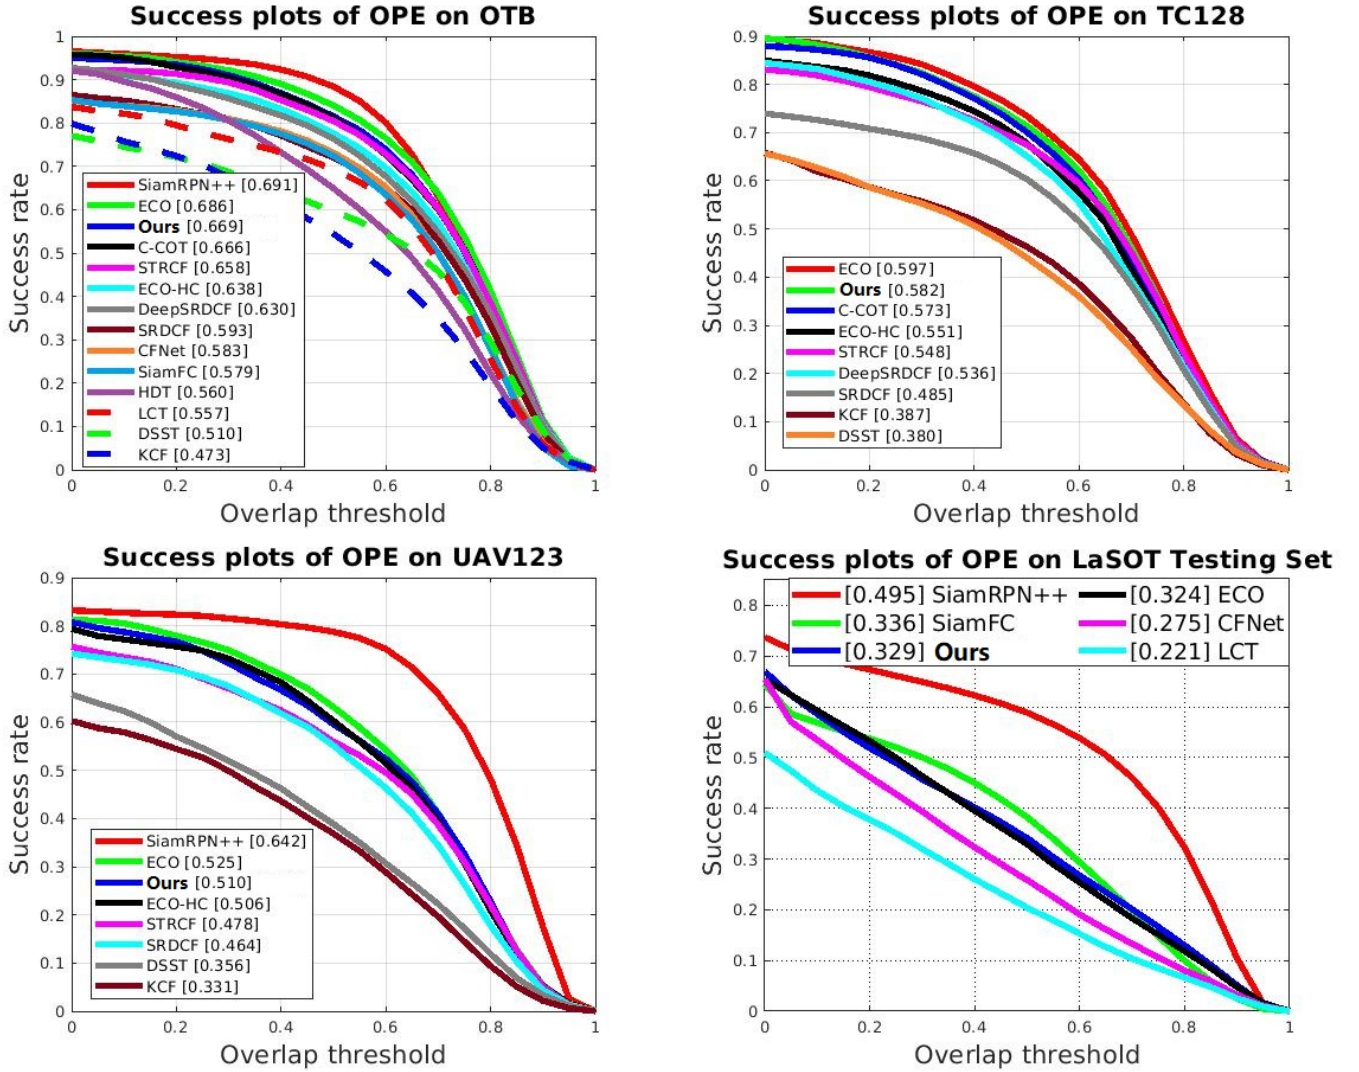 Success plots of OPE on OTB
1
0.9
0.8
0.7
0.6
0.5
0.4
0.3
0.2
0.1
0
Success rate
SiamRPN++ [0.691]
ECO [0.686]
Ours [0.669]
C-COT [0.666]
STRCF [0.658]
ECO-HC [0.638]
DeepSRDCF [0.630]
SRDCF [0.593]
CFNet [0.583]
SiamFC [0.579]
HDT [0.560]
LCT [0.557]
DSST [0.510]
KCF [0.473]
0 0.2 0.4 0.6 0.8 1
Overlap threshold
Success plots of OPE on TC128
0.9
0.8
0.7
0.6
0.5
0.4
0.3
0.2
0.1
0
Success rate
ECO [0.597]
Ours [0.582]
C-COT [0.573]
ECO-HC [0.551]
STRCF [0.548]
DeepSRDCF [0.536]
SRDCF [0.485]
KCF [0.387]
DSST [0.380]
0 0.2 0.4 0.6 0.8 1
Overlap threshold
Success plots of OPE on UAV123
0.9
0.8
0.7
0.6
0.5
0.4
0.3
0.2
0.1
0
Success rate
SiamRPN++ [0.642]
ECO [0.525]
Ours [0.510]
ECO-HC [0.506]
STRCF [0.478]
SRDCF [0.464]
DSST [0.356]
KCF [0.331]
0 0.2 0.4 0.6 0.8 1
Overlap threshold
Success plots of OPE on LaSOT Testing Set
0.8
0.7
0.6
0.5
0.4
0.3
0.2
0.1
0
Success rate
[0.495] SiamRPN++ [0.324] ECO
[0.336] SiamFC [0.275] CFNet
[0.329] Ours [0.221] LCT
0 0.2 0.4 0.6 0.8 1
Overlap threshold